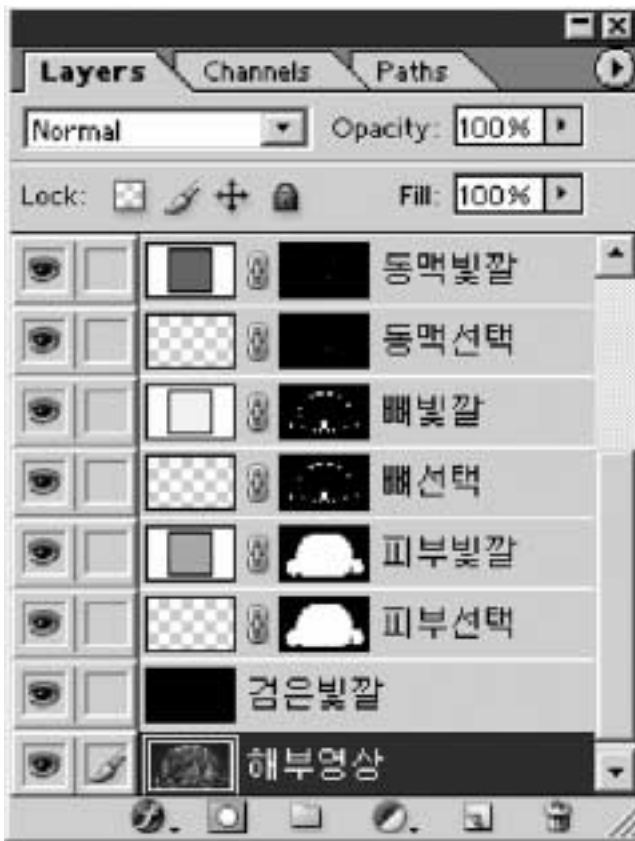 Layers Channels Paths
Normal Opacity: 100%
Lock: Fill: 100%
동맥빛깔
동맥선택
뼈빛깔
뼈선택
피부빛깔
피부선택
검은빛깔
해부영상